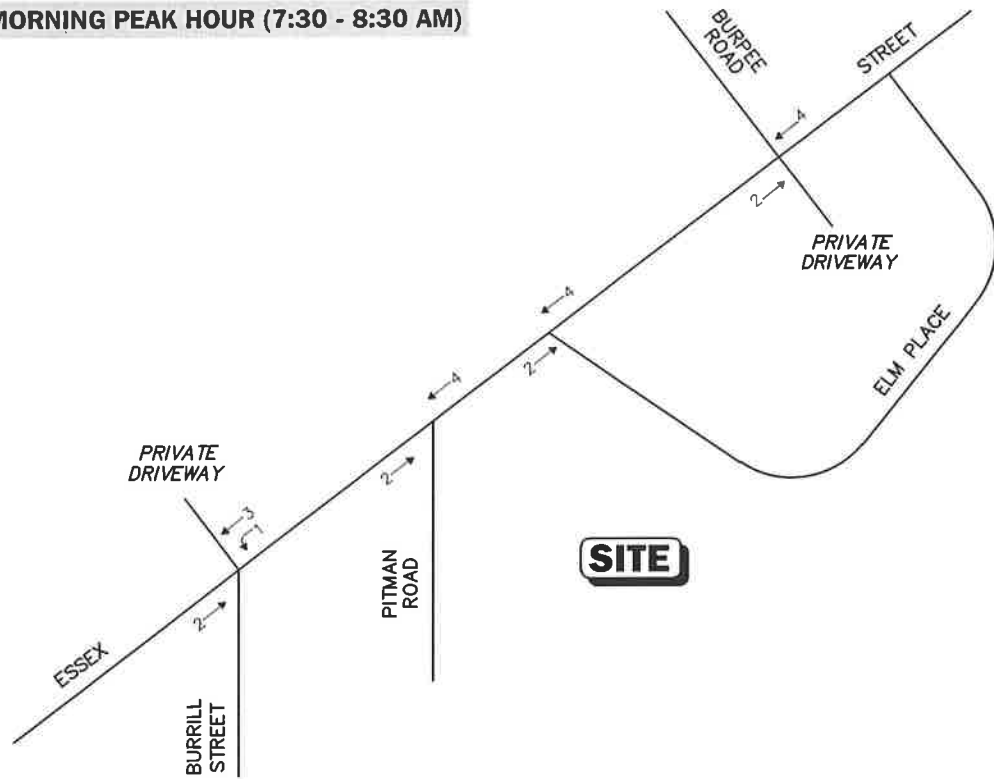 MORNING PEAK HOUR (7:30 - 8:30 AM)
BURPEE
ROAD
STREET
4
2
PRIVATE
DRIVEWAY
4
2
ELM PLACE
4
2
PRIVATE
DRIVEWAY
3
1
2
PITMAN
ROAD
SITE
ESSEX
BURRILL
STREET